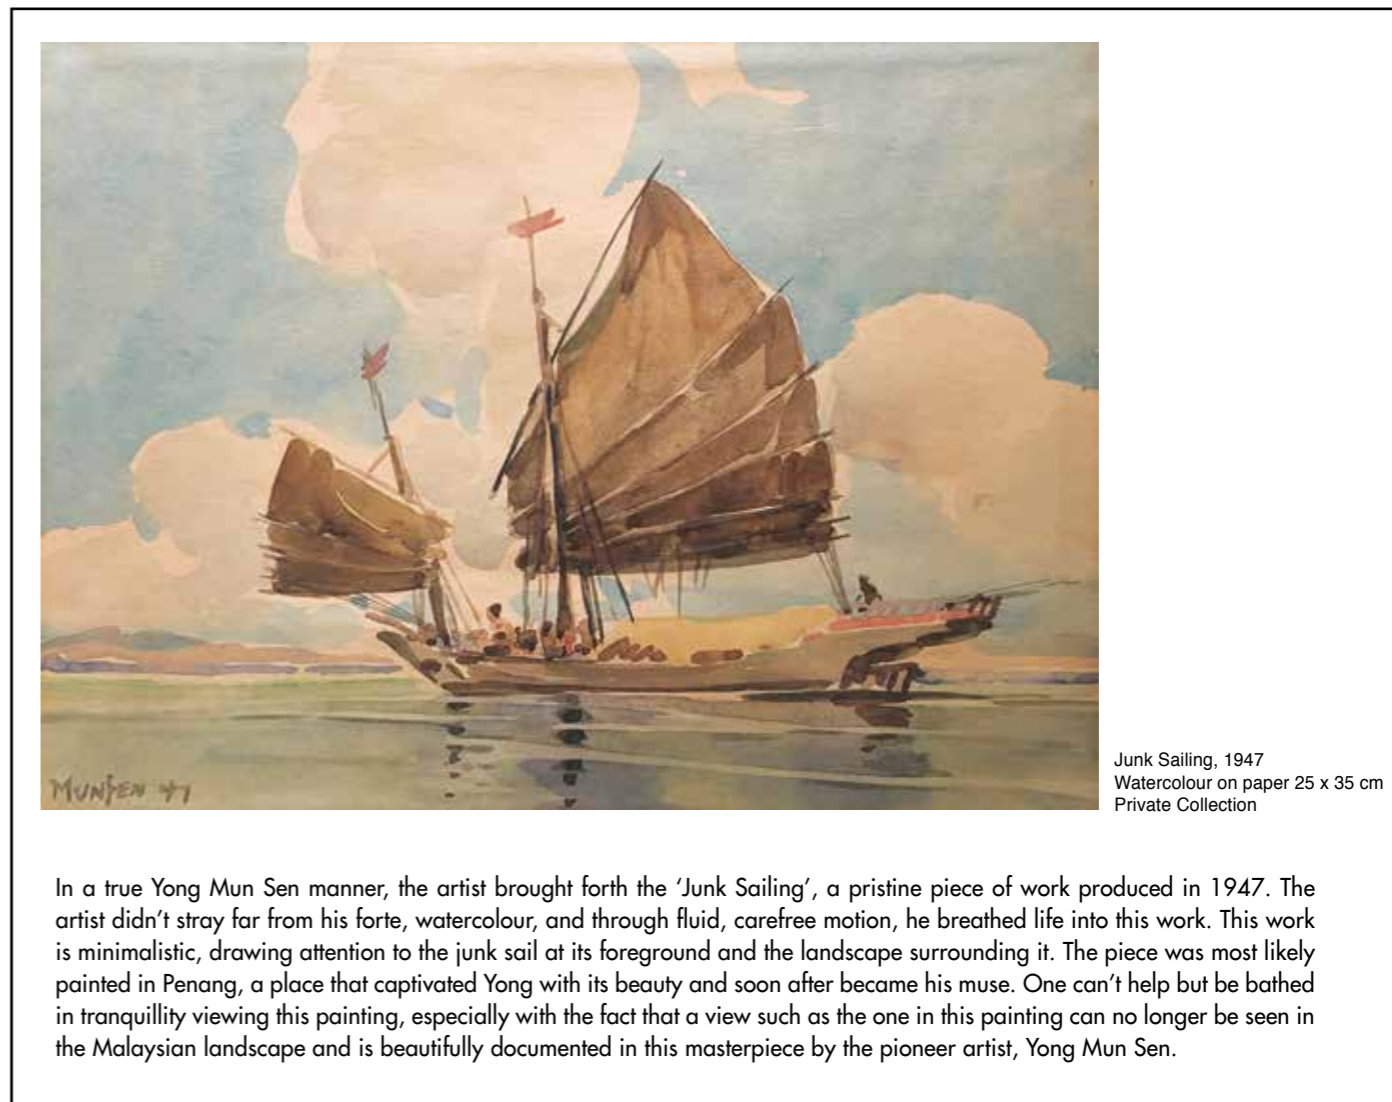 MUNSEN '47
Junk Sailing, 1947
Watercolour on paper 25 x 35 cm
Private Collection
In a true Yong Mun Sen manner, the artist brought forth the ‘Junk Sailing’, a pristine piece of work produced in 1947. The
artist didn’t stray far from his forte, watercolour, and through fluid, carefree motion, he breathed life into this work. This work
is minimalistic, drawing attention to the junk sail at its foreground and the landscape surrounding it. The piece was most likely
painted in Penang, a place that captivated Yong with its beauty and soon after became his muse. One can’t help but be bathed
in tranquillity viewing this painting, especially with the fact that a view such as the one in this painting can no longer be seen in
the Malaysian landscape and is beautifully documented in this masterpiece by the pioneer artist, Yong Mun Sen.